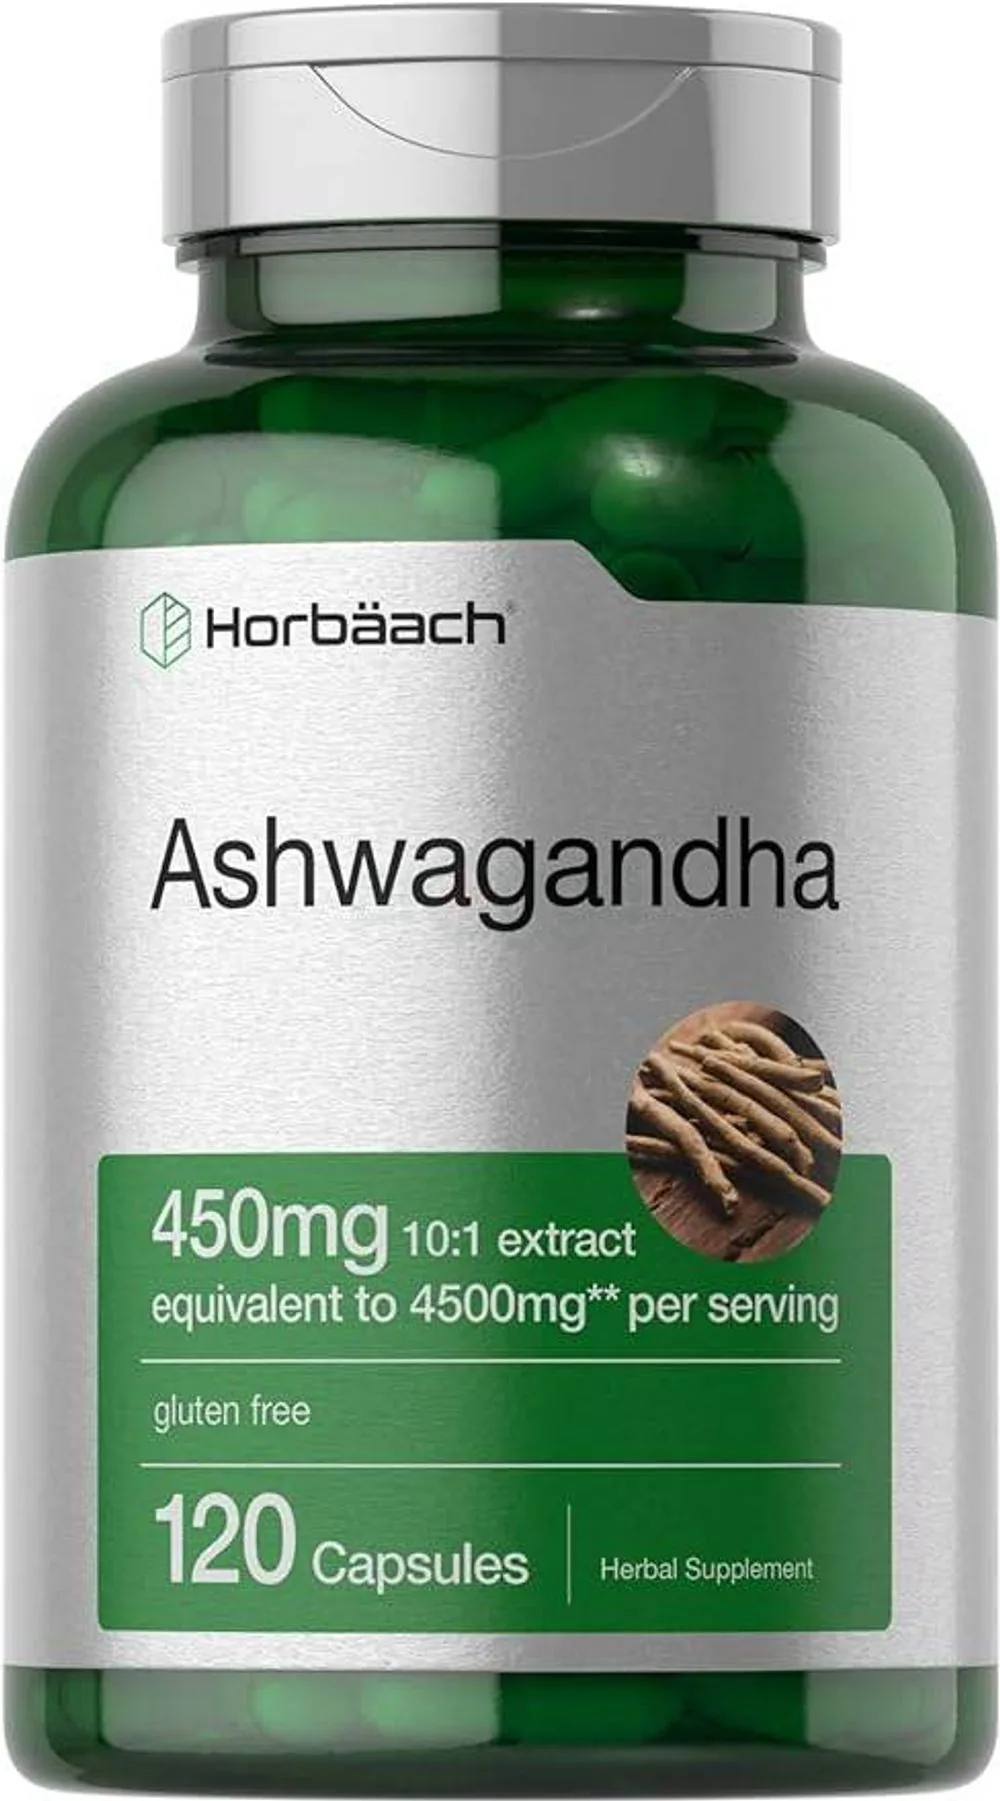 Horbäach®
Ashwagandha
450mg 10:1 extract
equivalent to 4500mg** per serving
gluten free
120 Capsules
Herbal Supplement